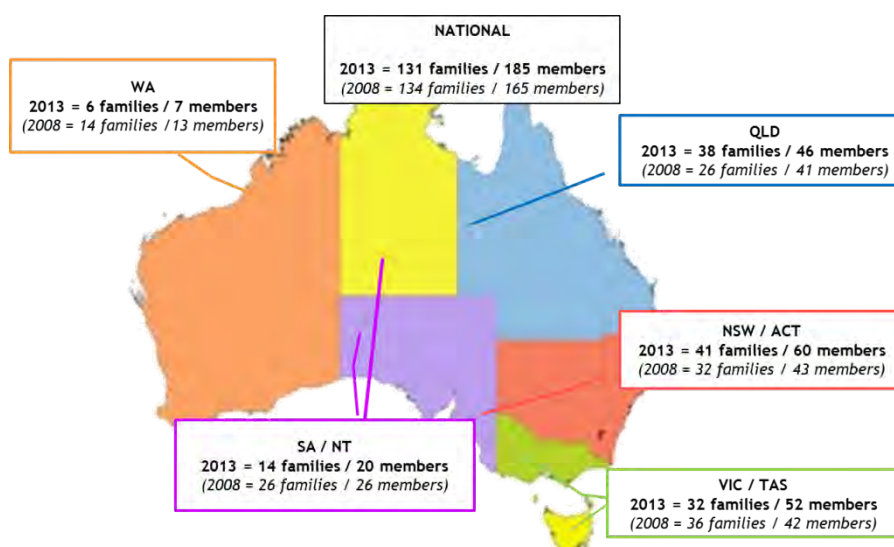 NATIONAL
2013 = 131 families / 185 members
(2008 = 134 families / 165 members)
WA
2013 = 6 families / 7 members
(2008 = 14 families /13 members)
QLD
2013 = 38 families / 46 members
(2008 = 26 families / 41 members)
NSW / ACT
2013 = 41 families / 60 members
(2008 = 32 families / 43 members)
SA / NT
2013 = 14 families / 20 members
(2008 = 26 families / 26 members)
VIC / TAS
2013 = 32 families / 52 members
(2008 = 36 families / 42 members)